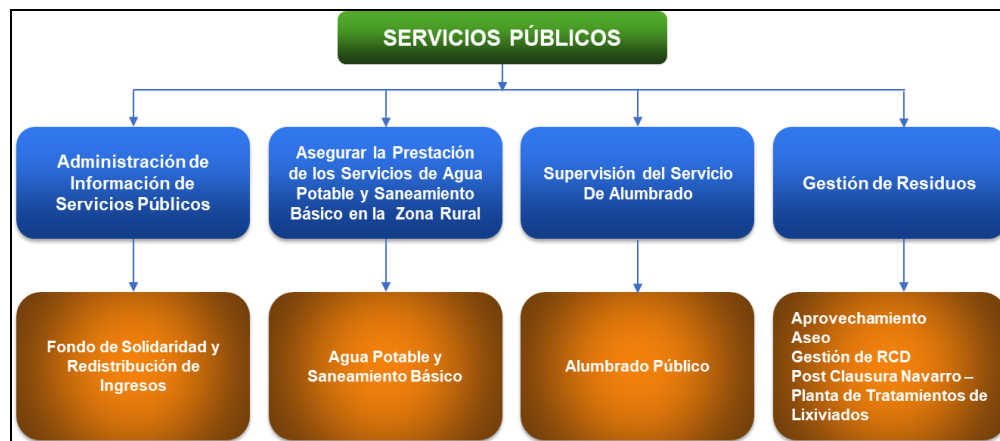 SERVICIOS PÚBLICOS
Administración de
Información de
Servicios Públicos
Asegurar la Prestación
de los Servicios de Agua
Potable y Saneamiento
Básico en la Zona Rural
Supervisión del Servicio
De Alumbrado
Gestión de Residuos
Fondo de Solidaridad y
Redistribución de
Ingresos
Agua Potable y
Saneamiento Básico
Alumbrado Público
Aprovechamiento
Aseo
Gestión de RCD
Post Clausura Navarro –
Planta de Tratamientos de
Lixiviados